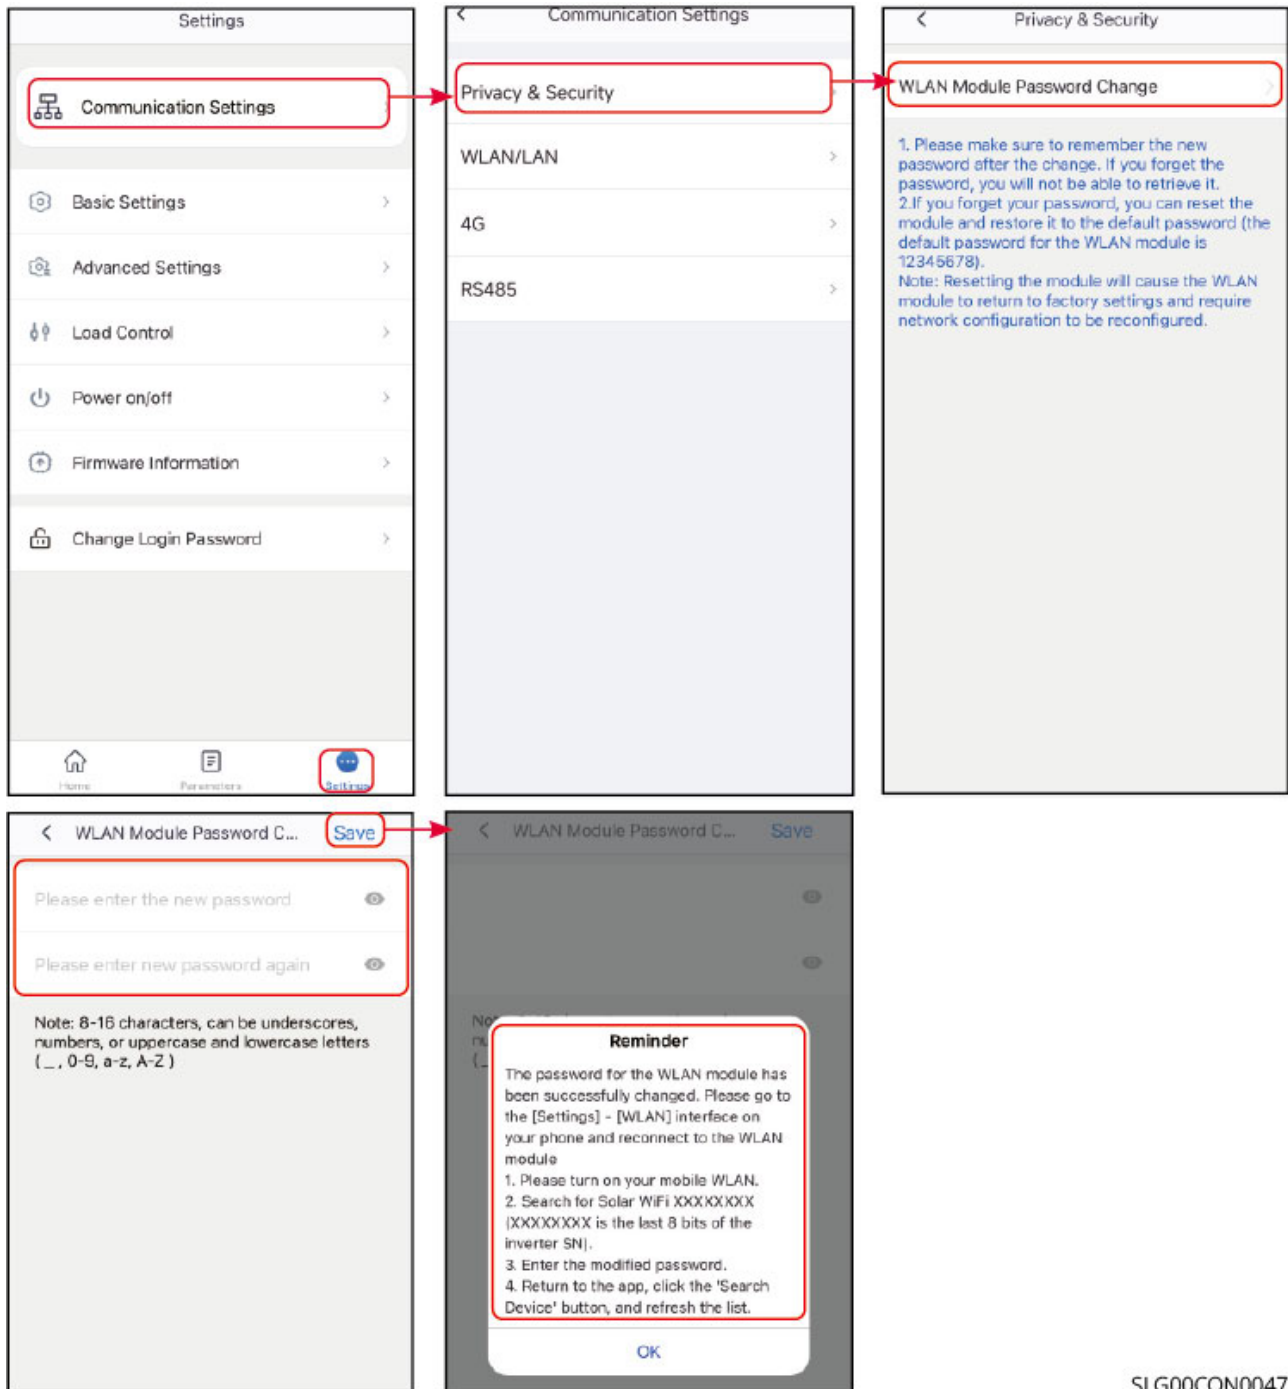 Settings
Communication Settings
Basic Settings
Advanced Settings
Load Control
Power on/off
Firmware Information
Change Login Password
Home
Parameters
Settings
Communication Settings
Privacy & Security
WLAN/LAN
4G
RS485
Privacy & Security
WLAN Module Password Change
1. Please make sure to remember the new
password after the change. If you forget the
password, you will not be able to retrieve it.
2.If you forget your password, you can reset the
module and restore it to the default password (the
default password for the WLAN module is
12345678).
Note: Resetting the module will cause the WLAN
module to return to factory settings and require
network configuration to be reconfigured.
WLAN Module Password C...
Save
Please enter the new password
Please enter new password again
Note: 8-16 characters, can be underscores,
numbers, or uppercase and lowercase letters
( _ , 0-9, a-z, A-Z )
WLAN Module Password C...
Save
Reminder
The password for the WLAN module has
been successfully changed. Please go to
the [Settings] - [WLAN] interface on
your phone and reconnect to the WLAN
module
1. Please turn on your mobile WLAN.
2. Search for Solar WiFi XXXXXXXX
(XXXXXXXX is the last 8 bits of the
inverter SN).
3. Enter the modified password.
4. Return to the app, click the 'Search
Device' button, and refresh the list.
OK
SLG00CON0047